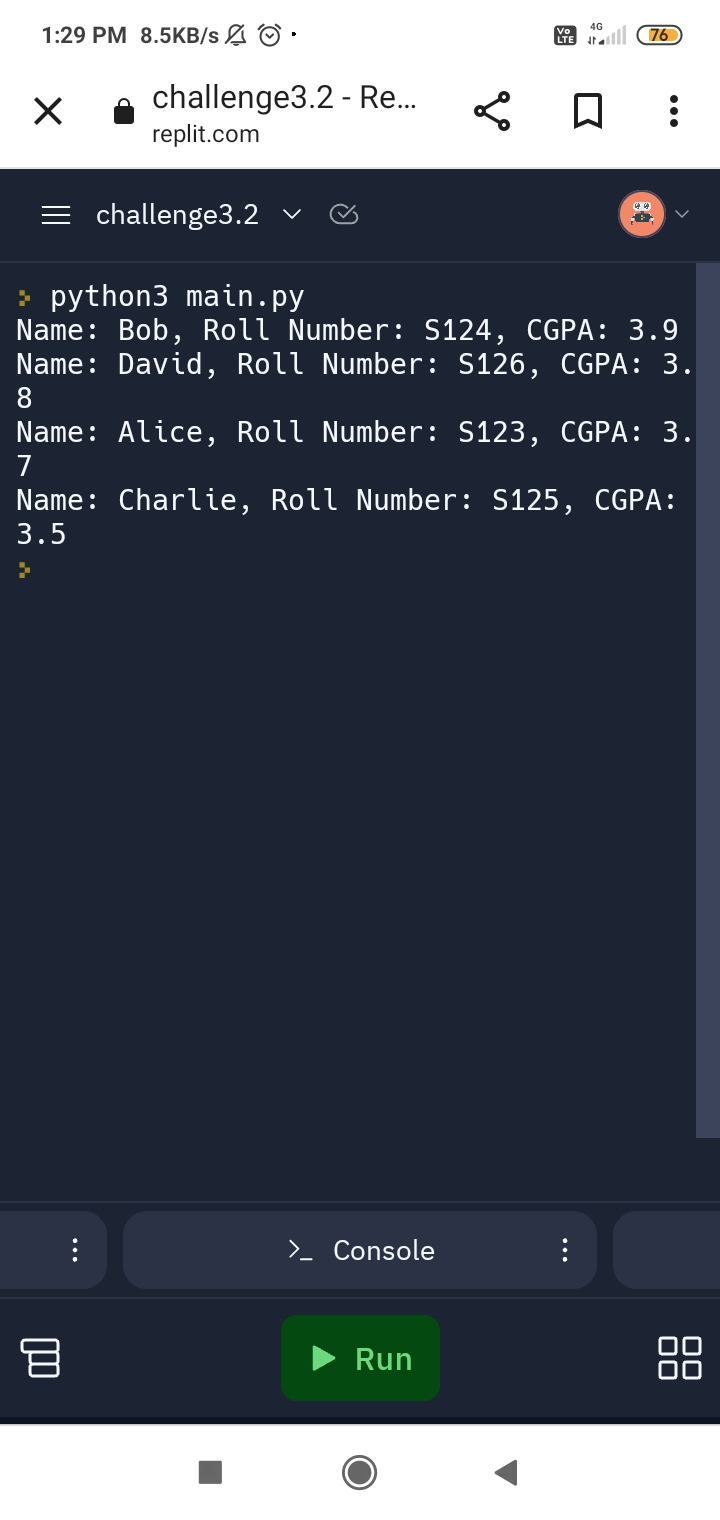 1:29 PM 8.5KB/s
Vo LTE 4G 76
challenge3.2 - Re...
replit.com
challenge3.2
python3 main.py
Name: Bob, Roll Number: S124, CGPA: 3.9
Name: David, Roll Number: S126, CGPA: 3.
8
Name: Alice, Roll Number: S123, CGPA: 3.
7
Name: Charlie, Roll Number: S125, CGPA:
3.5
Console
Run